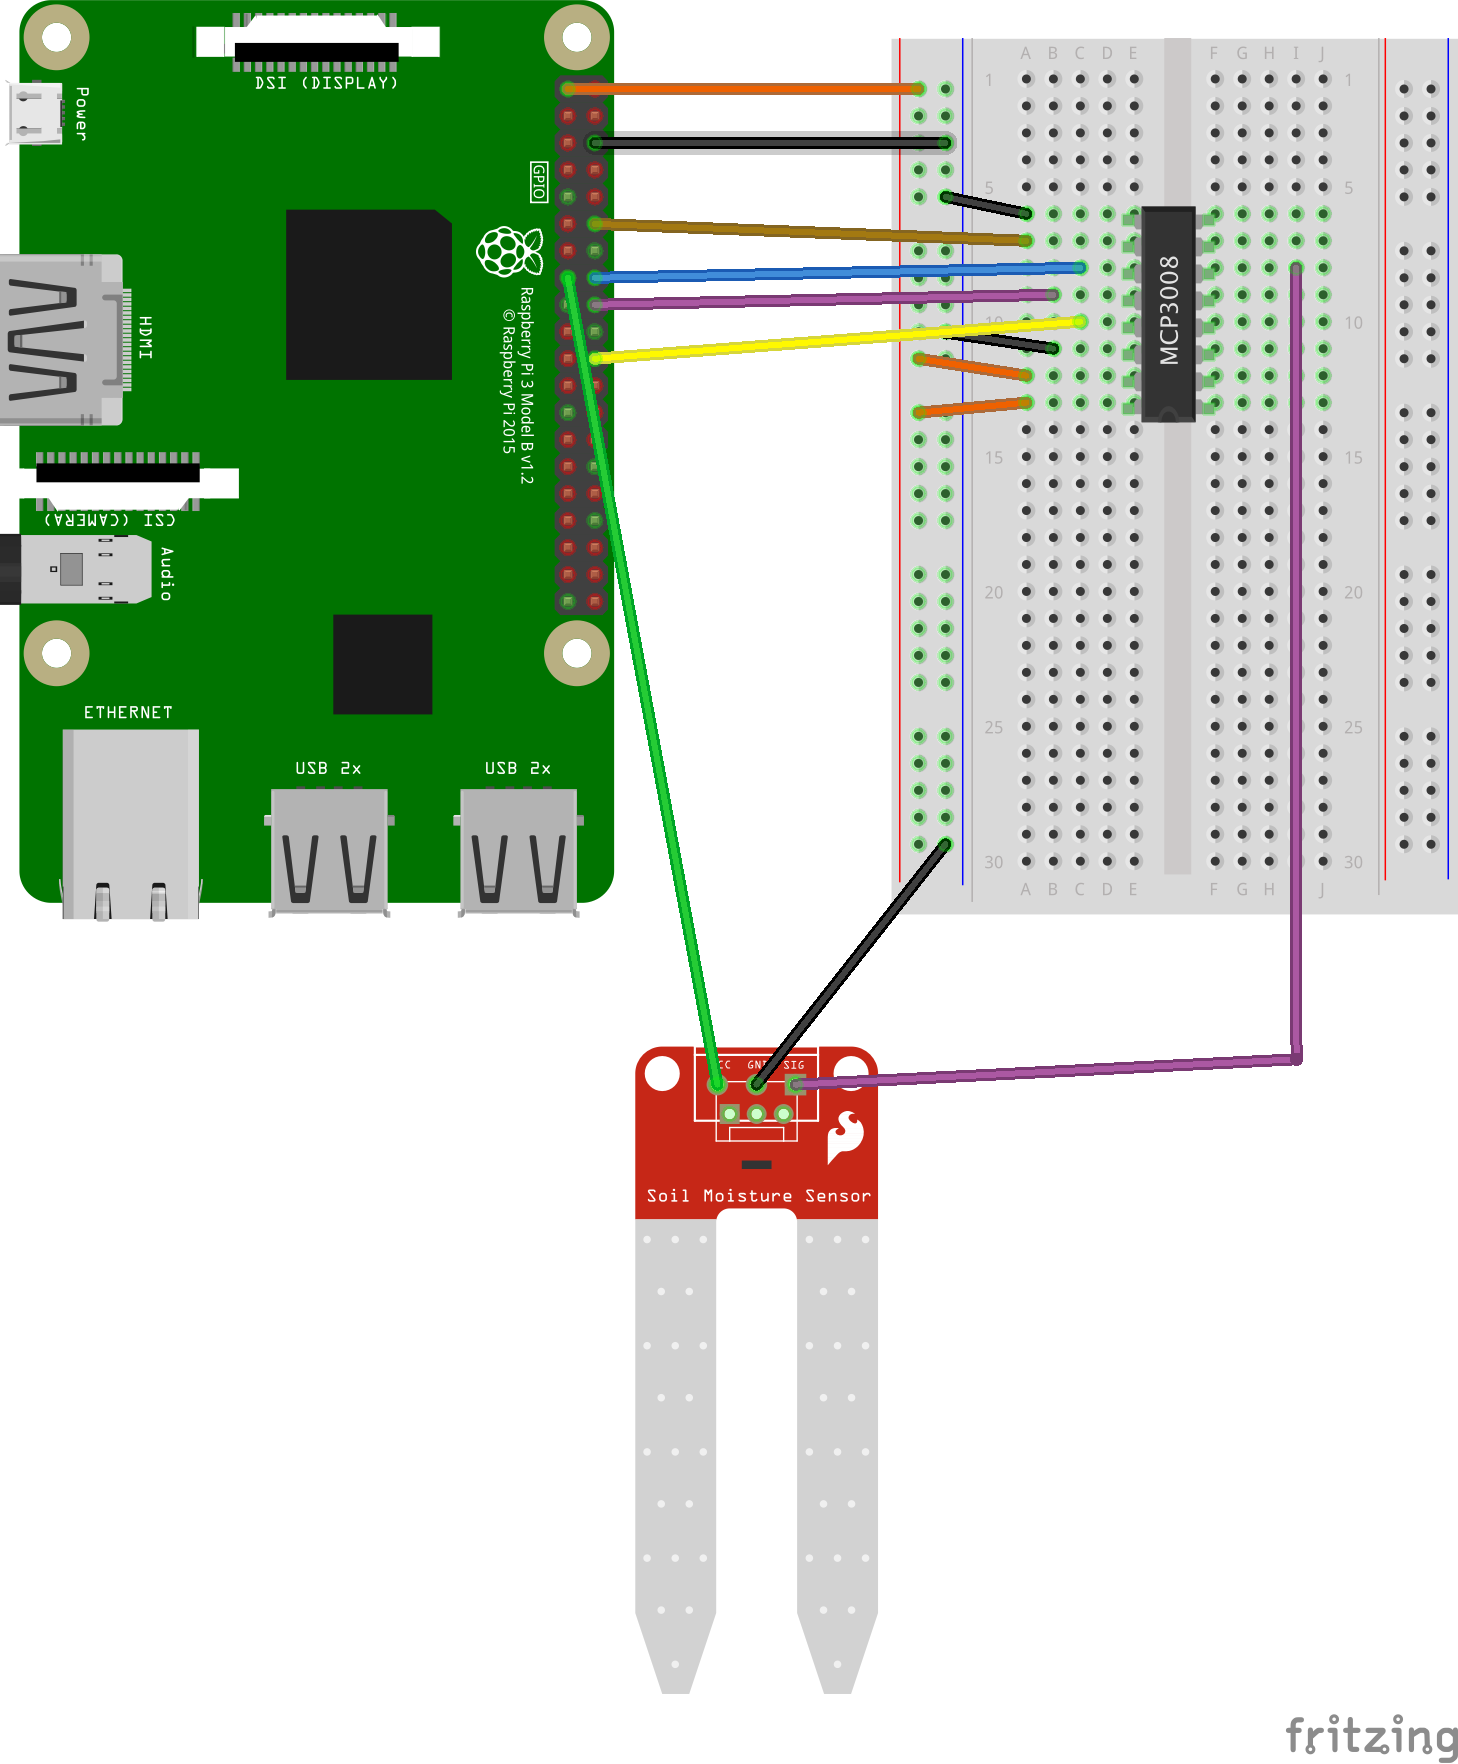 DSI (DISPLAY)
Power
GPIO
HDMI
Raspberry Pi 3 Model B v1.2
© Raspberry Pi 2015
CSI (CAMERA)
Audio
ETHERNET
USB 2x
USB 2x
A B C D E F G H I J
1 1
5 5
10 10
15 15
20 20
25 25
30 30
A B C D E F G H J
MCP3008
SIG
Soil Moisture Sensor
fritzing